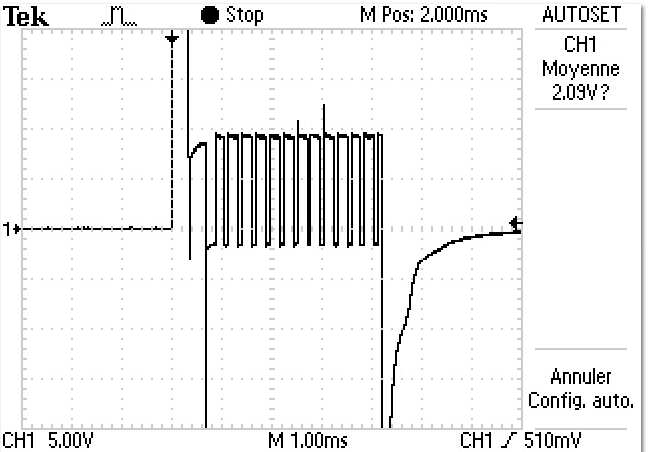 Tek Stop M Pos: 2.000ms AUTOSET
CH1
Moyenne
2.09V?
1
Annuler
Config. auto.
CH1 5.00V M 1.00ms CH1 510mV